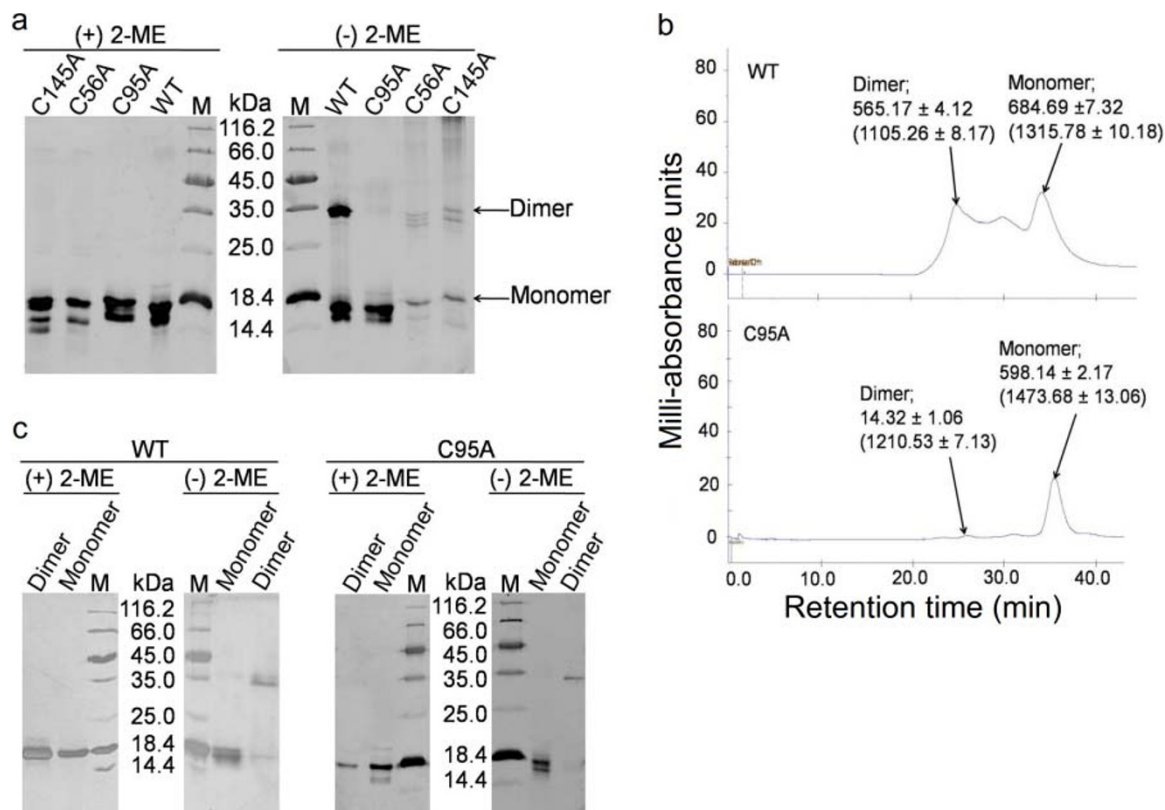 a
(+) 2-ME
(-) 2-ME
C145A
C56A
C95A
WT
M
kDa
M
WT
C95A
C56A
C145A
116.2
66.0
45.0
35.0
25.0
18.4
14.4
Dimer
Monomer
b
Milli-absorbance units
80
60
40
20
0
WT
Dimer;
565.17 ± 4.12
(1105.26 ± 8.17)
Monomer;
684.69 ±7.32
(1315.78 ± 10.18)
80
60
40
20
0
C95A
Dimer;
14.32 ± 1.06
(1210.53 ± 7.13)
Monomer;
598.14 ± 2.17
(1473.68 ± 13.06)
0.0
10.0
20.0
30.0
40.0
Retention time (min)
c
WT
C95A
(+) 2-ME
(-) 2-ME
(+) 2-ME
(-) 2-ME
Dimer
Monomer
M
kDa
M
Monomer
Dimer
116.2
66.0
45.0
35.0
25.0
18.4
14.4
Dimer
Monomer
M
kDa
M
Monomer
Dimer
116.2
66.0
45.0
35.0
25.0
18.4
14.4